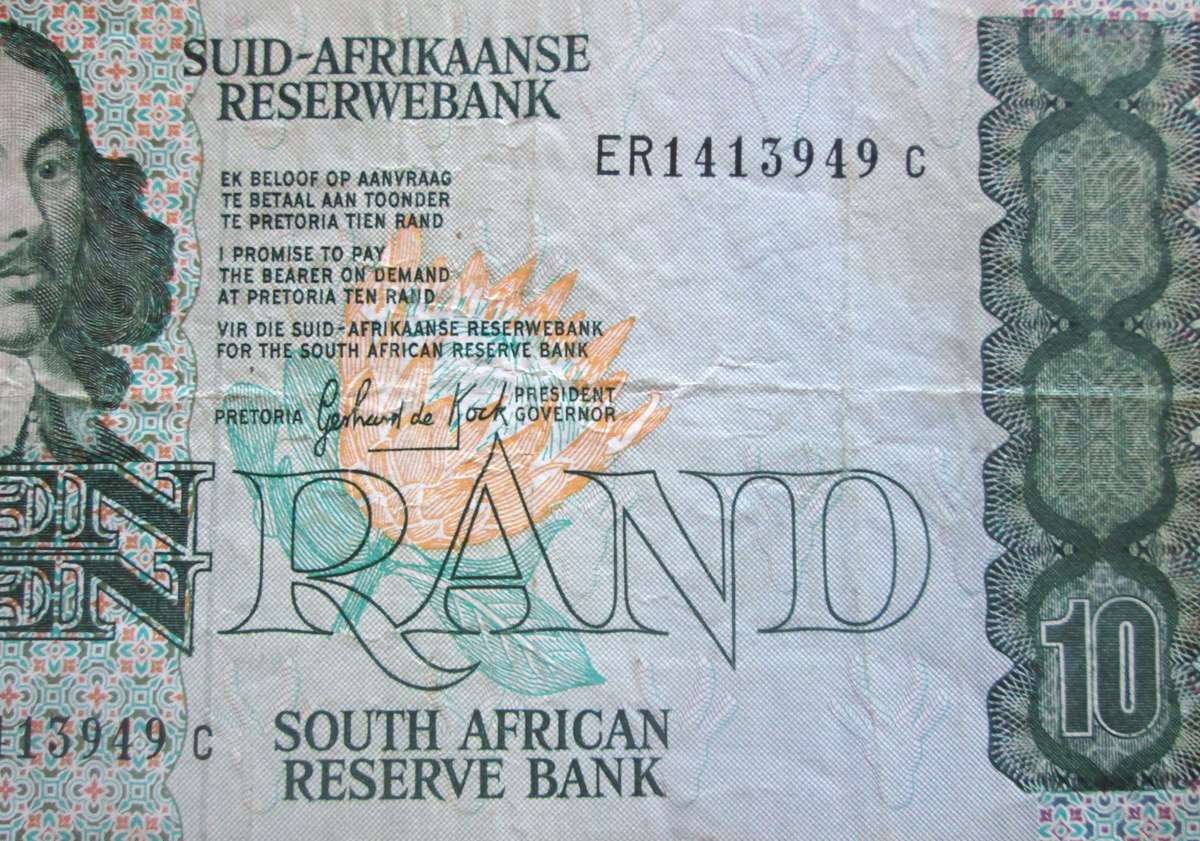 SUID-AFRIKAANSE
RESERWEBANK
ER1413949 C
EK BELOOF OP AANVRAAG
TE BETAAL AAN TOONDER
TE PRETORIA TIEN RAND
I PROMISE TO PAY
THE BEARER ON DEMAND
AT PRETORIA TEN RAND
VIR DIE SUID-AFRIKAANSE RESERWEBANK
FOR THE SOUTH AFRICAN RESERVE BANK
PRESIDENT
PRETORIA Gerhard de Kock GOVERNOR
EN RAND
EN
10
413949 C
SOUTH AFRICAN
RESERVE BANK